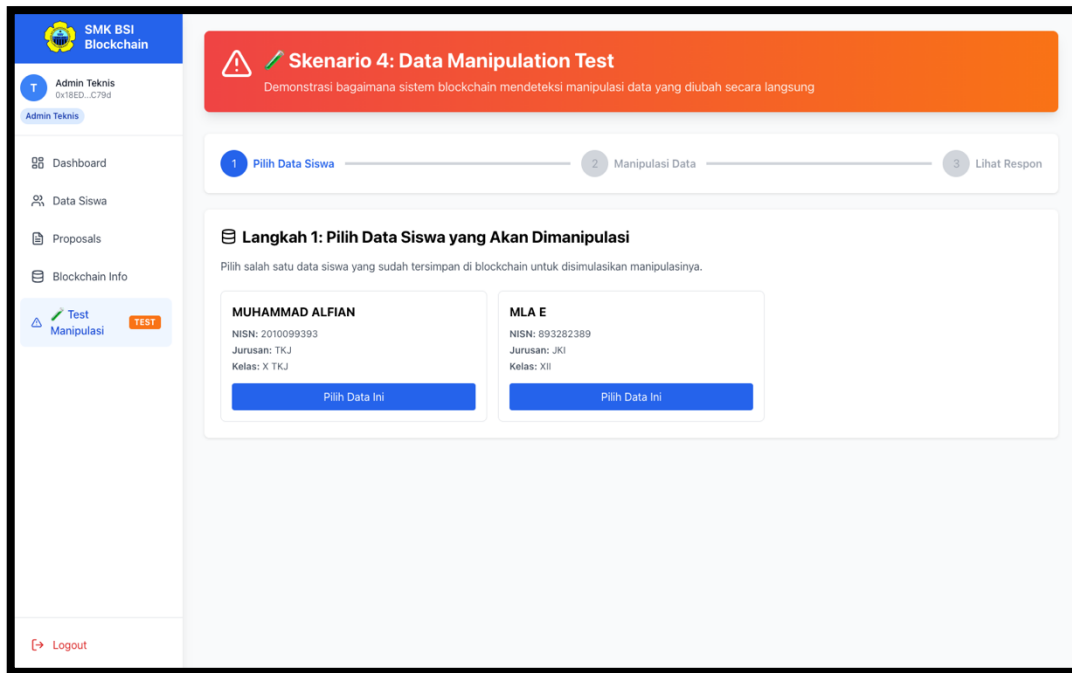 SMK BSI
Blockchain
T
Admin Teknis
0x18ED...C79d
Admin Teknis
Dashboard
Data Siswa
Proposals
Blockchain Info
Test
Manipulasi
TEST
Logout
Skenario 4: Data Manipulation Test
Demonstrasi bagaimana sistem blockchain mendeteksi manipulasi data yang diubah secara langsung
1 Pilih Data Siswa
2 Manipulasi Data
3 Lihat Respon
Langkah 1: Pilih Data Siswa yang Akan Dimanipulasi
Pilih salah satu data siswa yang sudah tersimpan di blockchain untuk disimulasikan manipulasinya.
MUHAMMAD ALFIAN
NISN: 2010099393
Jurusan: TKJ
Kelas: X TKJ
Pilih Data Ini
MLA E
NISN: 893282389
Jurusan: JKI
Kelas: XII
Pilih Data Ini